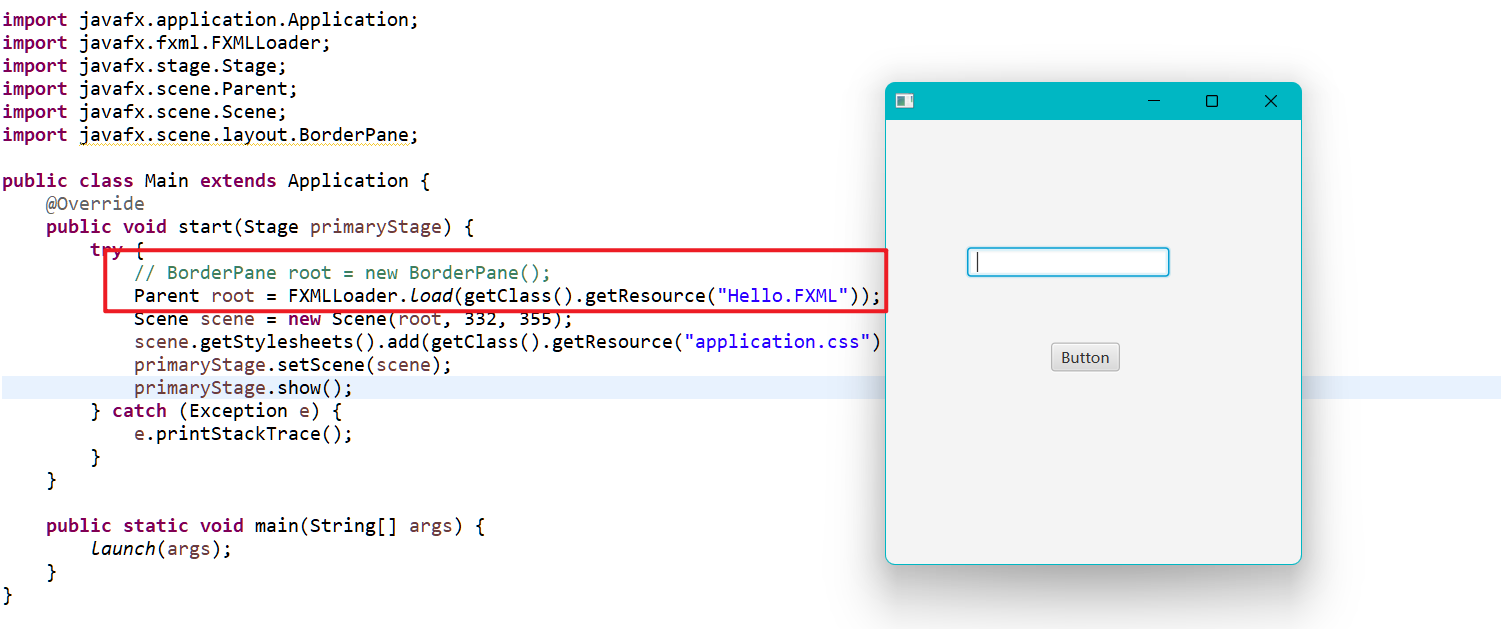 import javafx.application.Application;
import javafx.fxml.FXMLLoader;
import javafx.stage.Stage;
import javafx.scene.Parent;
import javafx.scene.Scene;
import javafx.scene.layout.BorderPane;
public class Main extends Application {
@Override
public void start(Stage primaryStage) {
try {
// BorderPane root = new BorderPane();
Parent root = FXMLLoader.load(getClass().getResource("Hello.FXML"));
Scene scene = new Scene(root, 332, 355);
scene.getStylesheets().add(getClass().getResource("application.css")
primaryStage.setScene(scene);
primaryStage.show();
} catch (Exception e) {
e.printStackTrace();
}
}
public static void main(String[] args) {
launch(args);
}
}
Button